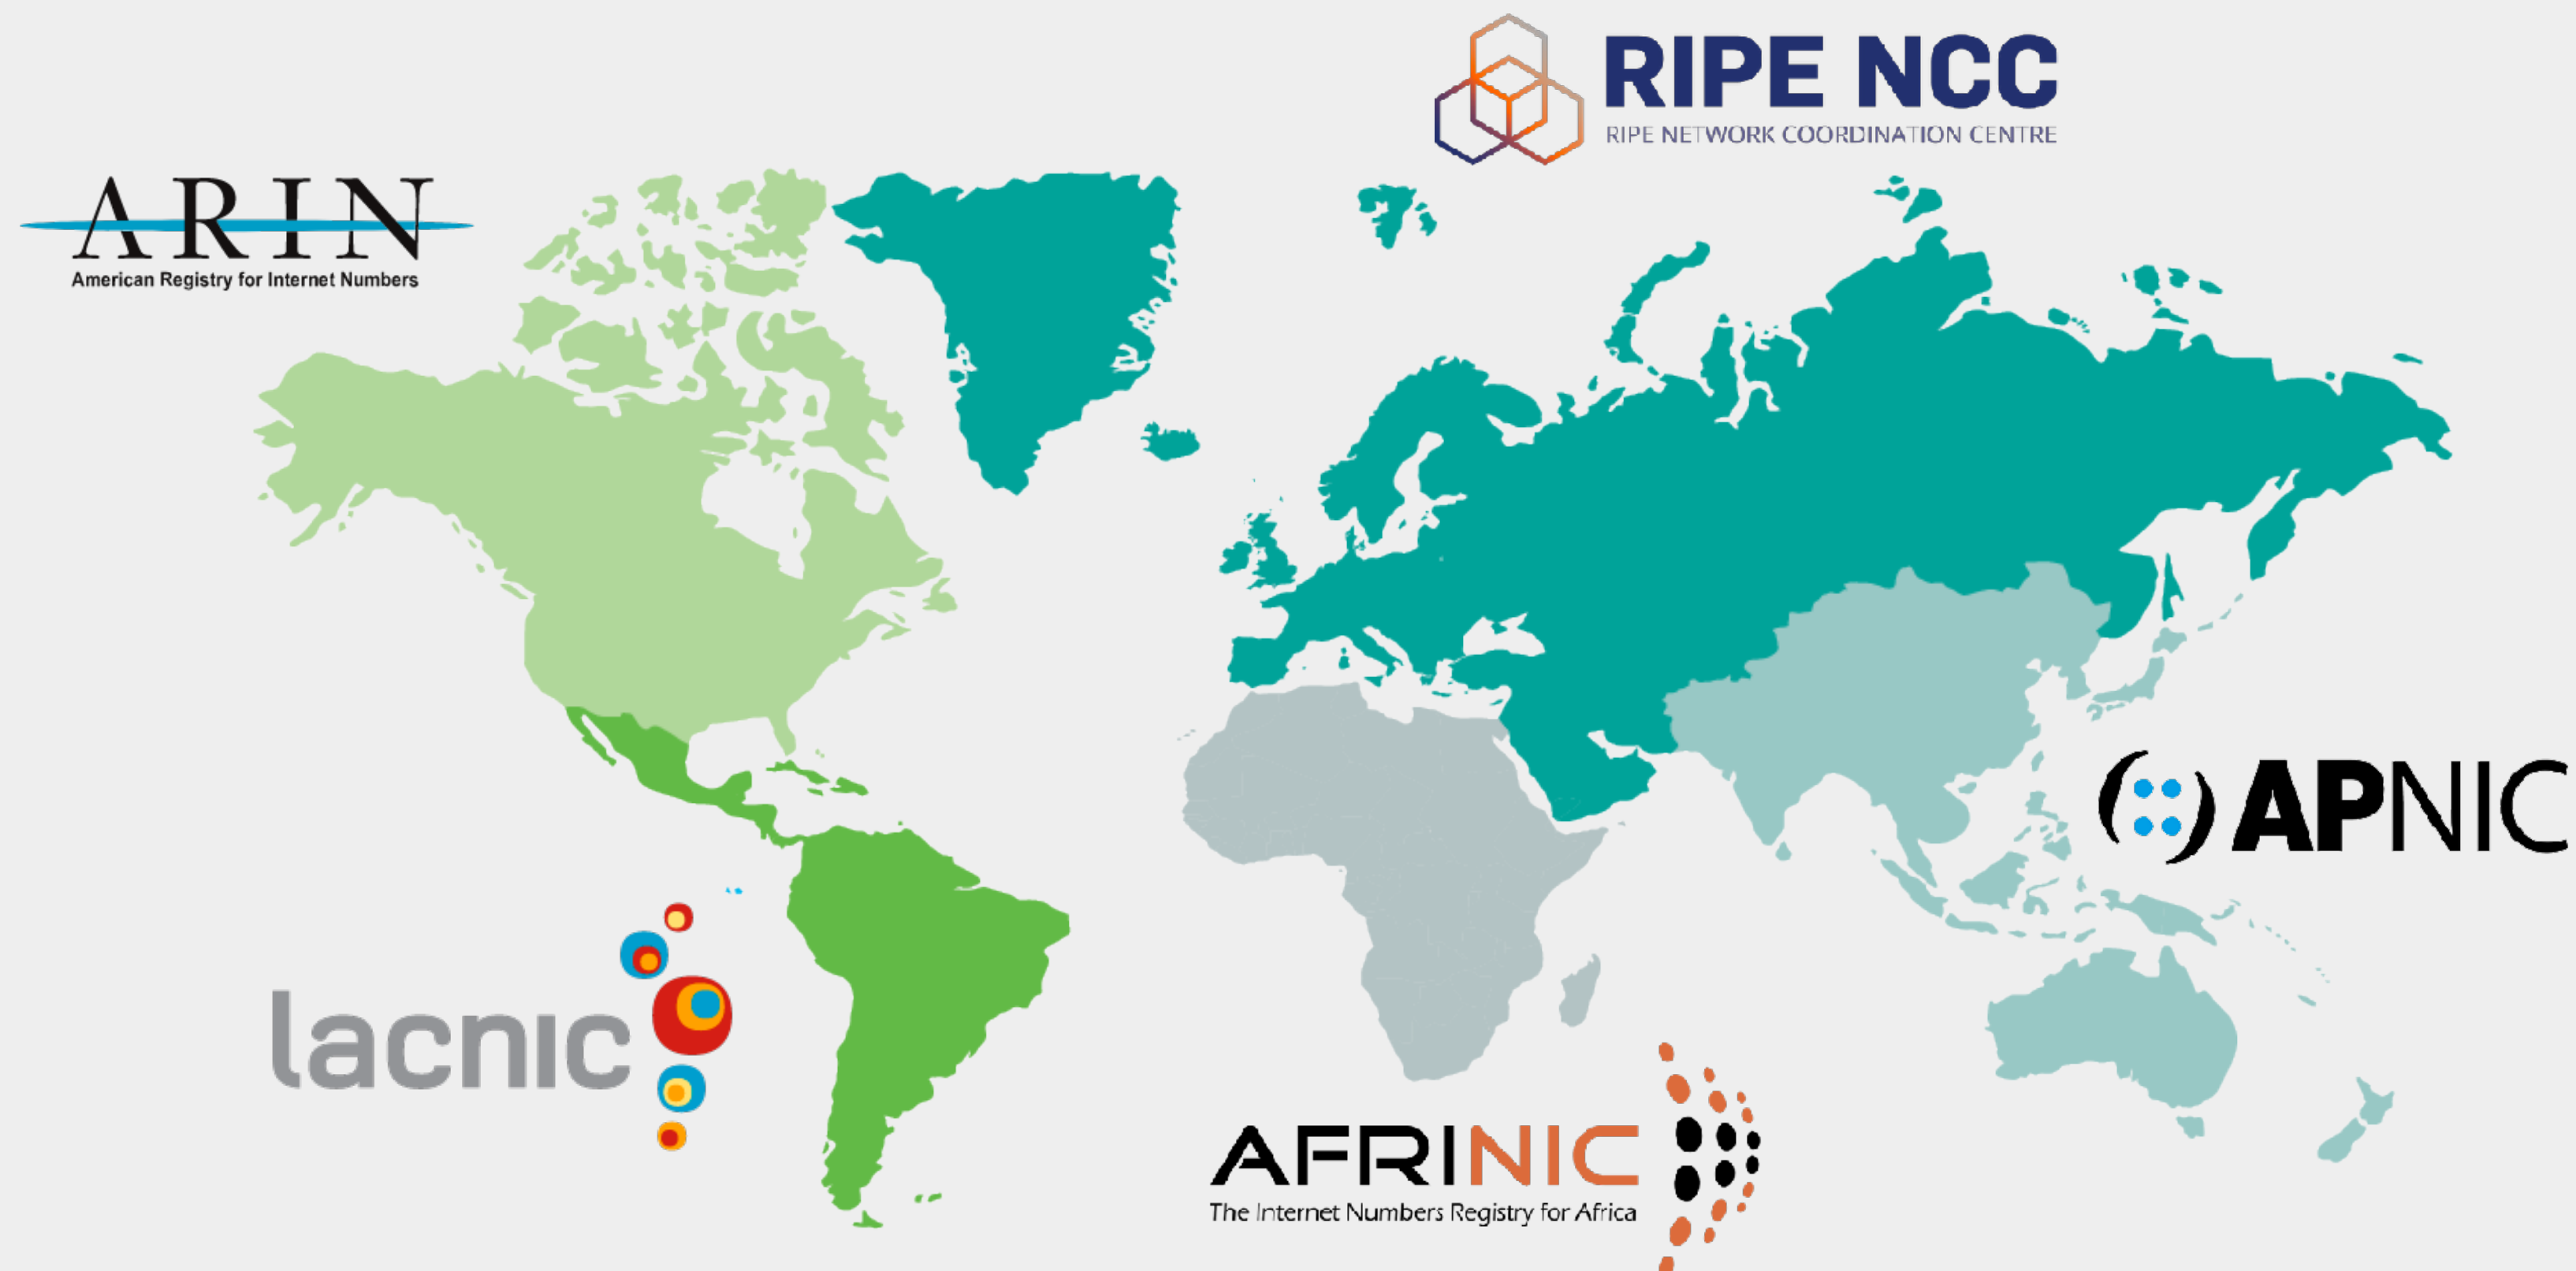 RIPE NCC
RIPE NETWORK COORDINATION CENTRE
ARIN
American Registry for Internet Numbers
APNIC
lacnic
AFRINIC
The Internet Numbers Registry for Africa